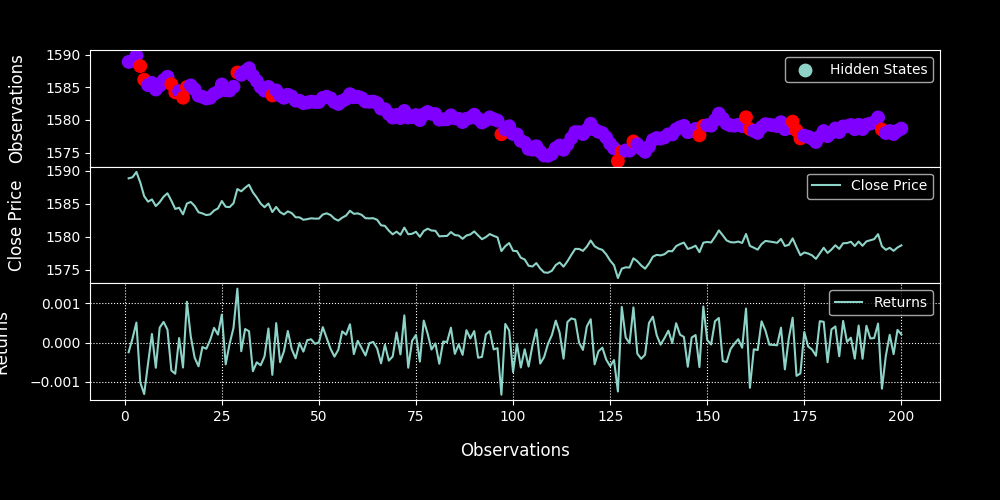 1590
1585
1580
1575
Observations
Hidden States
1590
1585
1580
1575
Close Price
Close Price
0.001
0.000
−0.001
Returns
Returns
0 25 50 75 100 125 150 175 200
Observations